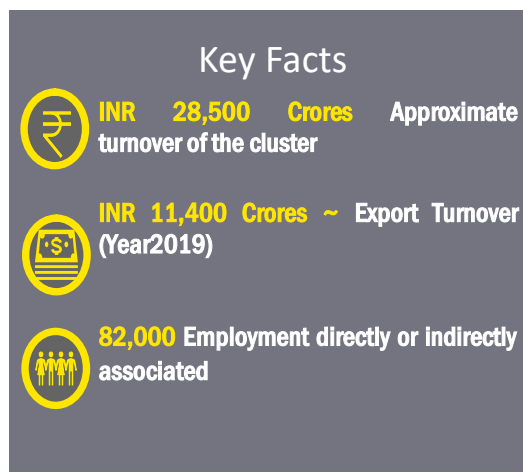 Key Facts
INR 28,500 Crores Approximate
turnover of the cluster
INR 11,400 Crores ~ Export Turnover
(Year2019)
82,000 Employment directly or indirectly
associated